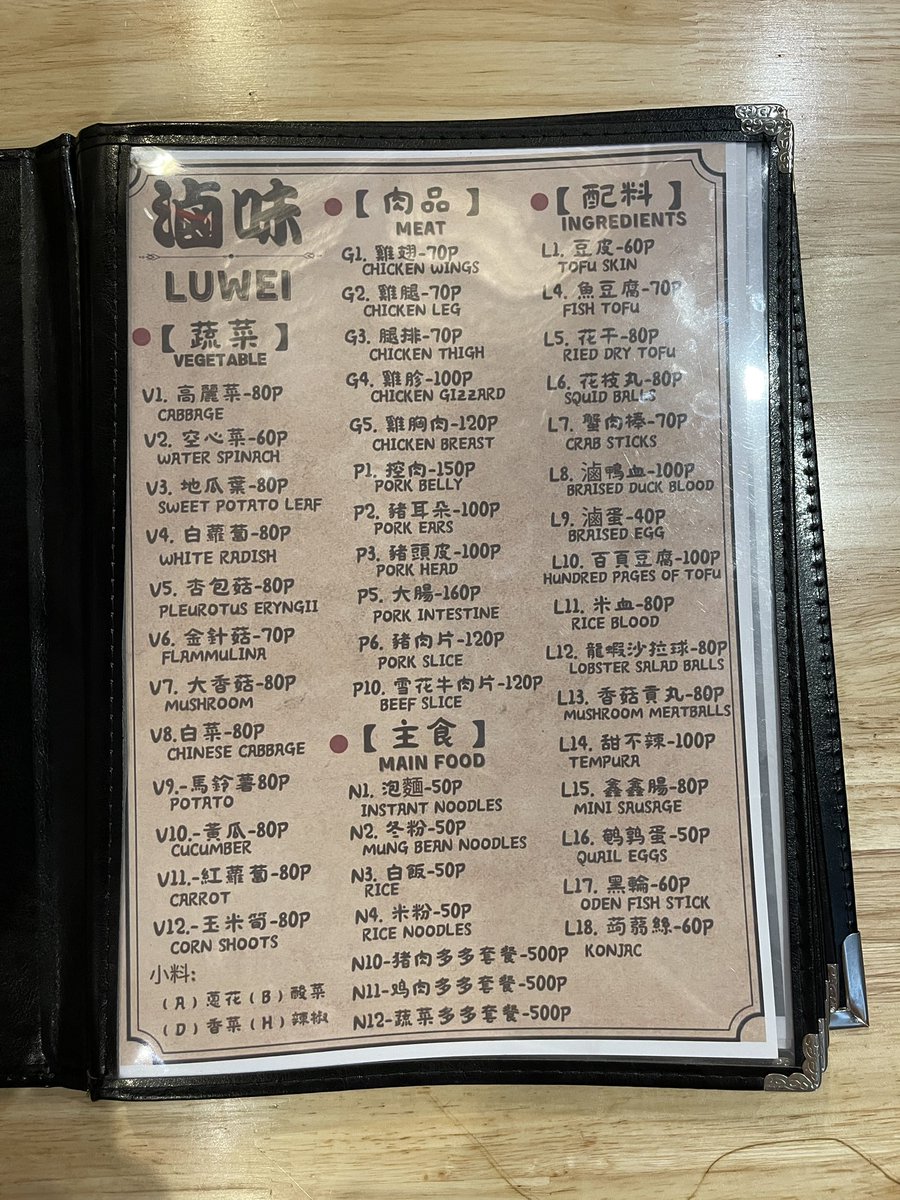 滷味
LUWEI
【蔬菜】
VEGETABLE
V1. 高麗菜-80P
CABBAGE
V2. 空心菜-60P
WATER SPINACH
V3. 地瓜葉-80P
SWEET POTATO LEAF
V4. 白蘿蔔-80P
WHITE RADISH
V5. 杏包菇-80P
PLEUROTUS ERYNGII
V6. 金針菇-70P
FLAMMULINA
V7. 大香菇-80P
MUSHROOM
V8.白菜-80P
CHINESE CABBAGE
V9.-馬鈴薯80P
POTATO
V10.-黃瓜-80P
CUCUMBER
V11.-紅蘿蔔-80P
CARROT
V12.-玉米筍-80P
CORN SHOOTS
小料:
(A)蔥花(B)酸菜
(D)香菜(H)辣椒
【肉品】
MEAT
G1. 雞翅-70P
CHICKEN WINGS
G2. 雞腿-70P
CHICKEN LEG
G3. 腿排-70P
CHICKEN THIGH
G4. 雞胗-100P
CHICKEN GIZZARD
G5. 雞胸肉-120P
CHICKEN BREAST
P1. 控肉-150P
PORK BELLY
P2. 豬耳朵-100P
PORK EARS
P3. 豬頭皮-100P
PORK HEAD
P5. 大腸-160P
PORK INTESTINE
P6. 豬肉片-120P
PORK SLICE
P10. 雪花牛肉片-120P
BEEF SLICE
【主食】
MAIN FOOD
N1. 泡麵-50P
INSTANT NOODLES
N2. 冬粉-50P
MUNG BEAN NOODLES
N3. 白飯-50P
RICE
N4. 米粉-50P
RICE NOODLES
N10-猪肉多多套餐-500P
N11-鸡肉多多套餐-500P
N12-蔬菜多多套餐-500P
【配料】
INGREDIENTS
L1. 豆皮-60P
TOFU SKIN
L4. 魚豆腐-70P
FISH TOFU
L5. 花干-80P
RIED DRY TOFU
L6. 花枝丸-80P
SQUID BALLS
L7. 蟹肉棒-70P
CRAB STICKS
L8. 滷鴨血-100P
BRAISED DUCK BLOOD
L9. 滷蛋-40P
BRAISED EGG
L10. 百頁豆腐-100P
HUNDRED PAGES OF TOFU
L11. 米血-80P
RICE BLOOD
L12. 龍蝦沙拉球-80P
LOBSTER SALAD BALLS
L13. 香菇貢丸-80P
MUSHROOM MEATBALLS
L14. 甜不辣-100P
TEMPURA
L15. 鑫鑫腸-80P
MINI SAUSAGE
L16. 鵪鶉蛋-50P
QUAIL EGGS
L17. 黑輪-60P
ODEN FISH STICK
L18. 蒟蒻絲-60P
KONJAC